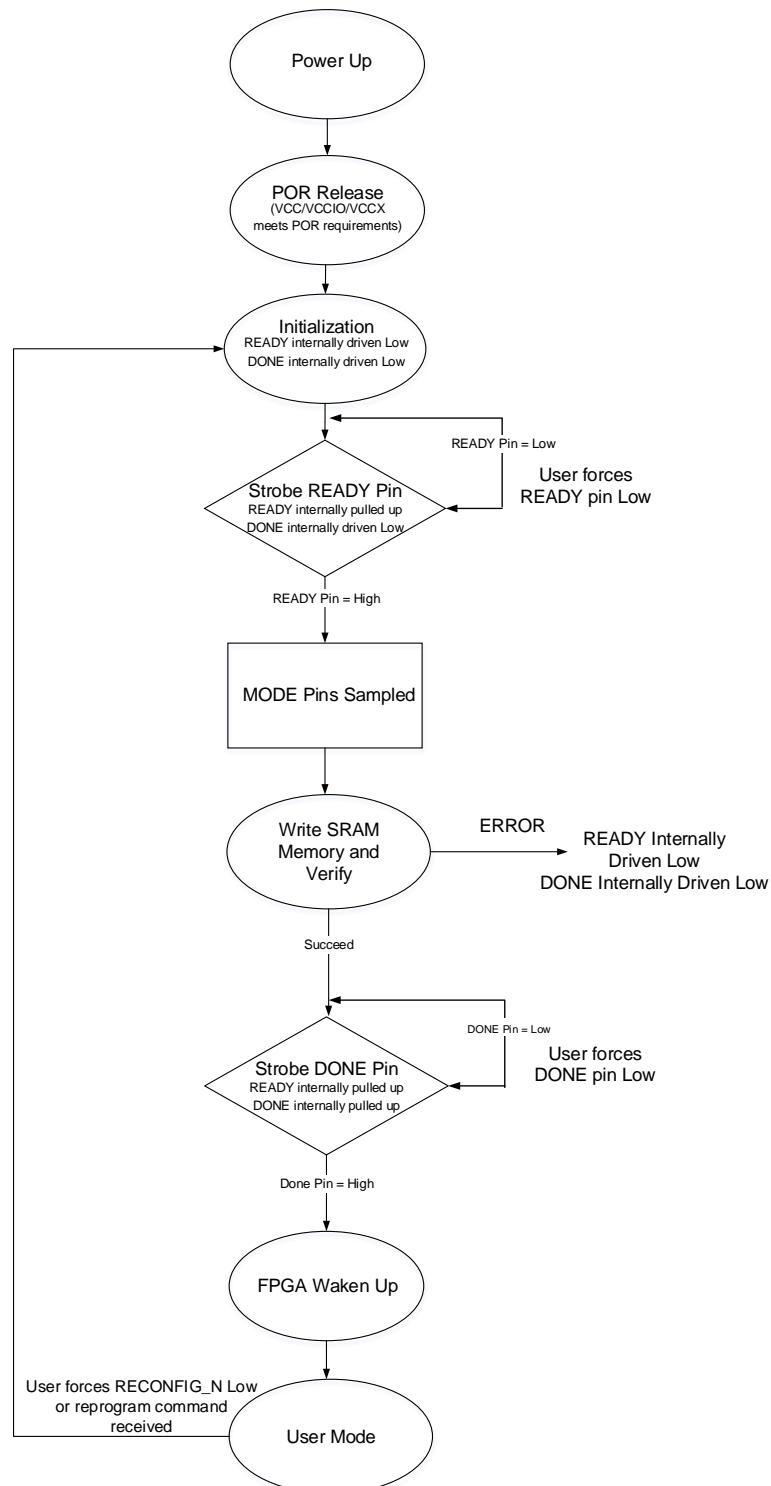 Power Up
POR Release
(VCC/VCCIO/VCCX
meets POR requirements)
Initialization
READY internally driven Low
DONE internally driven Low
READY Pin = Low
User forces
READY pin Low
Strobe READY Pin
READY internally pulled up
DONE internally driven Low
READY Pin = High
MODE Pins Sampled
Write SRAM
Memory and
Verify
ERROR
READY Internally
Driven Low
DONE Internally Driven Low
Succeed
DONE Pin = Low
User forces
DONE pin Low
Strobe DONE Pin
READY internally pulled up
DONE internally pulled up
Done Pin = High
FPGA Waken Up
User forces RECONFIG_N Low
or reprogram command
received
User Mode